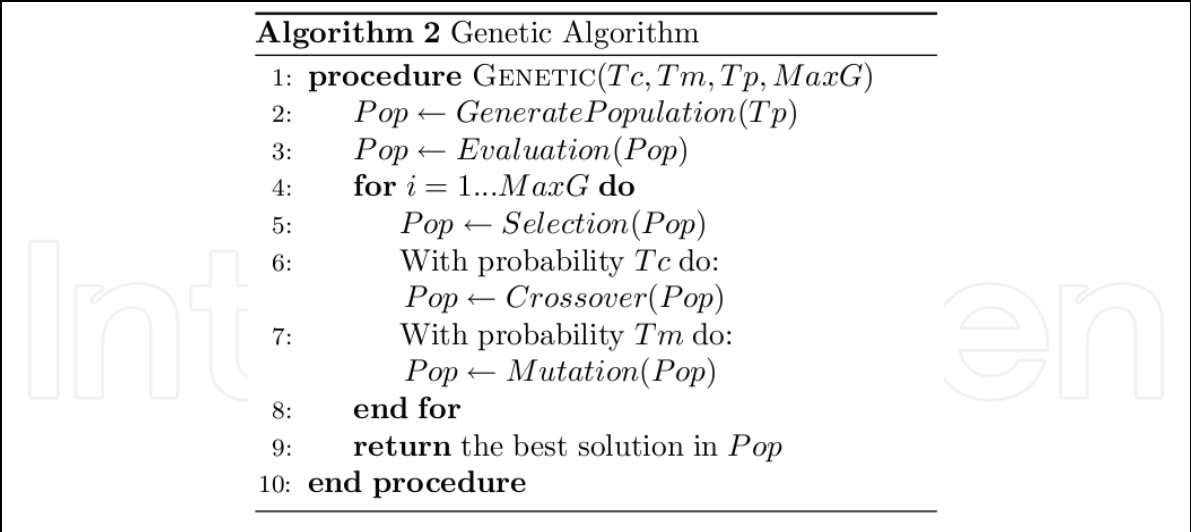 Algorithm 2 Genetic Algorithm
1: procedure GENETIC(Tc, Tm, Tp, MaxG)
2: Pop ← GeneratePopulation(Tp)
3: Pop ← Evaluation(Pop)
4: for i = 1...MaxG do
5: Pop ← Selection(Pop)
6: With probability Tc do:
Pop ← Crossover(Pop)
7: With probability Tm do:
Pop ← Mutation(Pop)
8: end for
9: return the best solution in Pop
10: end procedure
Int
en